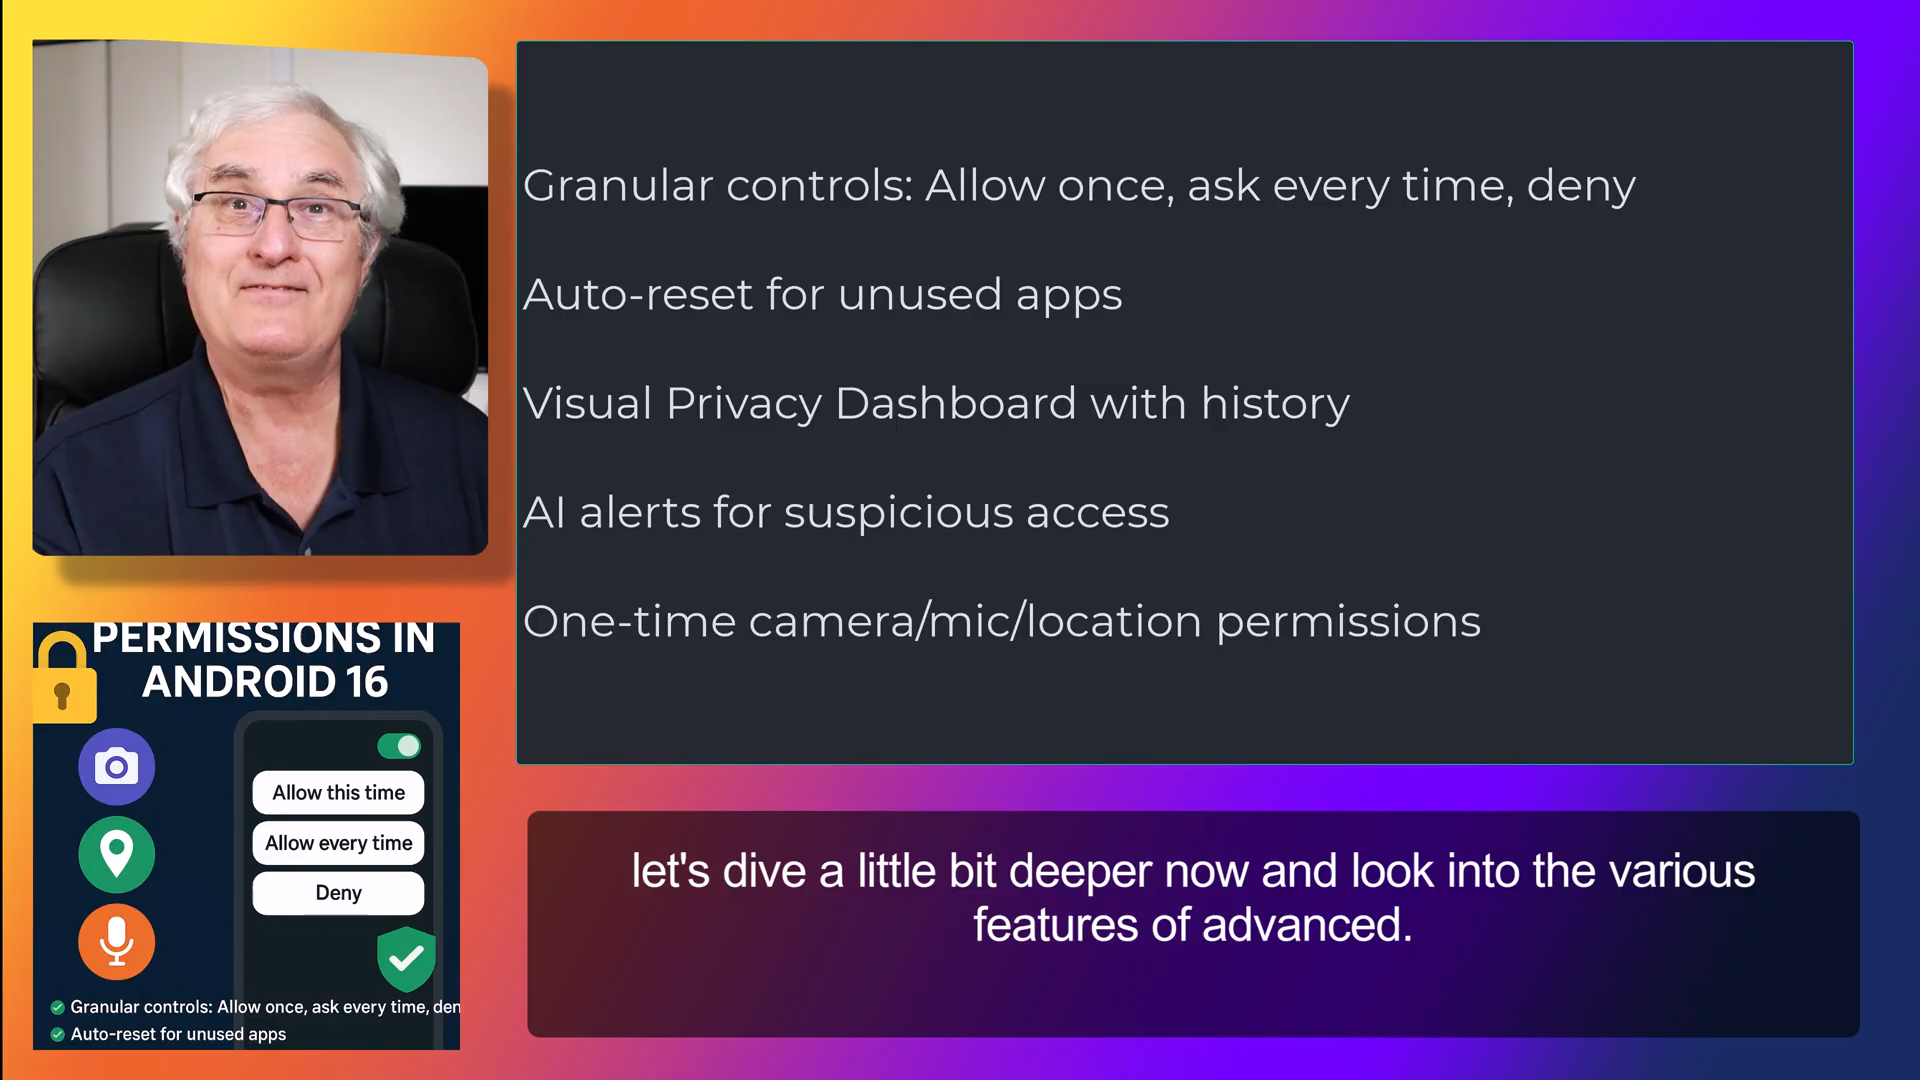 Granular controls: Allow once, ask every time, deny
Auto-reset for unused apps
Visual Privacy Dashboard with history
AI alerts for suspicious access
One-time camera/mic/location permissions
PERMISSIONS IN
ANDROID 16
Allow this time
Allow every time
Deny
Granular controls: Allow once, ask every time, den
Auto-reset for unused apps
let's dive a little bit deeper now and look into the various
features of advanced.